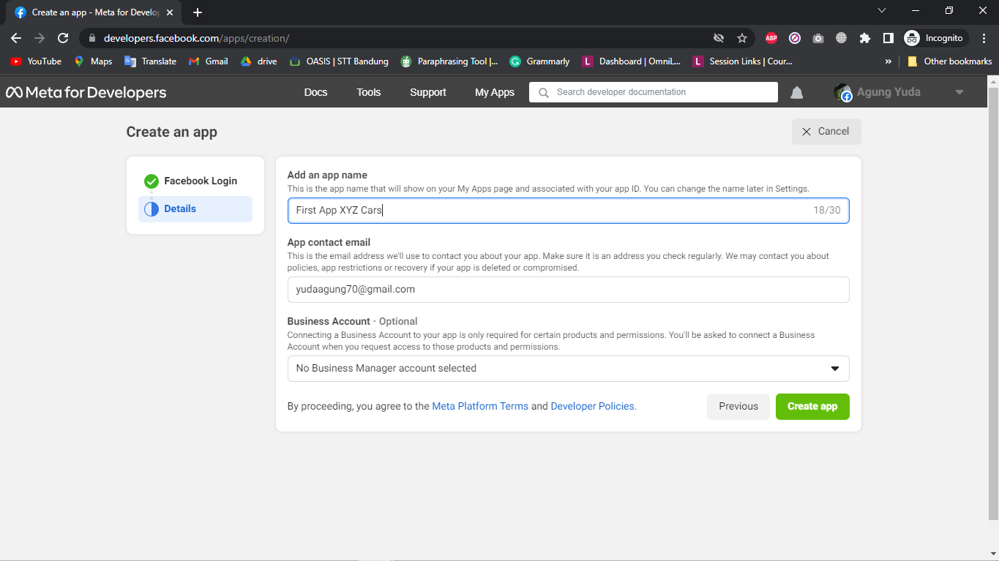 Create an app - Meta for Develop
developers.facebook.com/apps/creation/
ABP
Incognito
YouTube
Maps
Translate
Gmail
drive
OASIS | STT Bandung
Paraphrasing Tool |...
G
Grammarly
L
Dashboard | OmniL...
L
Session Links | Cour...
»
Other bookmarks
Meta for Developers
Docs
Tools
Support
My Apps
Search developer documentation
Agung Yuda
Create an app
Cancel
Facebook Login
Details
Add an app name
This is the app name that will show on your My Apps page and associated with your app ID. You can change the name later in Settings.
First App XYZ Cars
18/30
App contact email
This is the email address we'll use to contact you about your app. Make sure it is an address you check regularly. We may contact you about
policies, app restrictions or recovery if your app is deleted or compromised.
yudaagung70@gmail.com
Business Account · Optional
Connecting a Business Account to your app is only required for certain products and permissions. You'll be asked to connect a Business
Account when you request access to those products and permissions.
No Business Manager account selected
By proceeding, you agree to the Meta Platform Terms and Developer Policies.
Previous
Create app